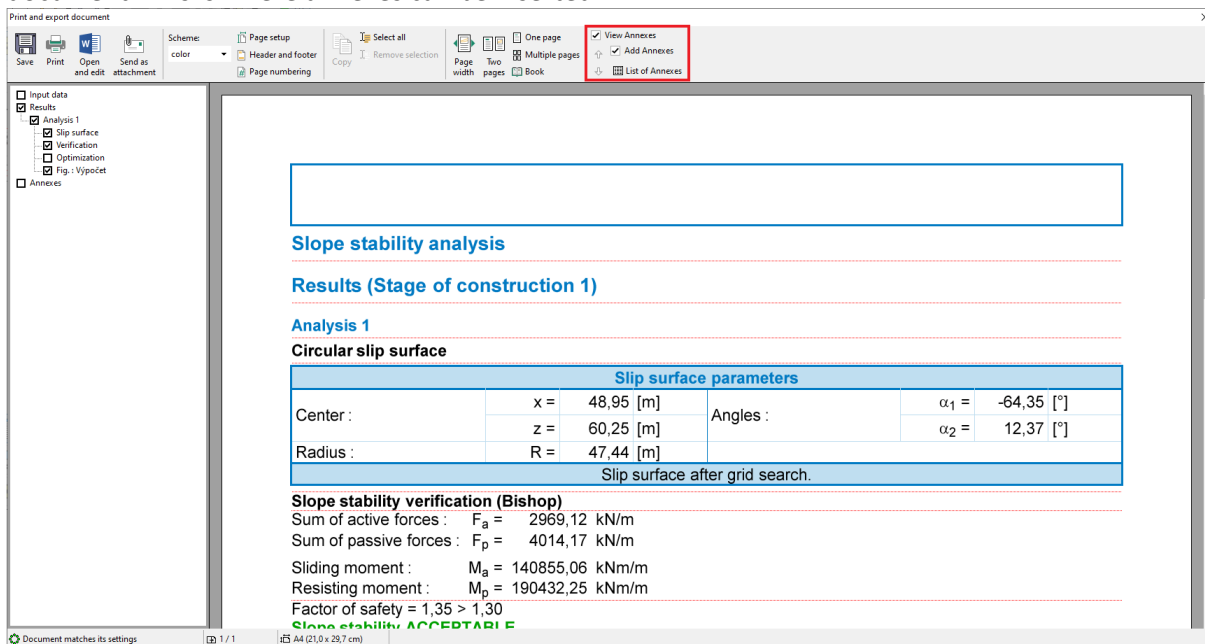 Print and export document
Save
Print
Open and edit
Send as attachment
Scheme:
color
Page setup
Header and footer
Page numbering
Copy
Select all
Remove selection
Page width
Two pages
One page
Multiple pages
Book
View Annexes
Add Annexes
List of Annexes
Input data
Results
Analysis 1
Slip surface
Verification
Optimization
Fig. : Výpočet
Annexes
Slope stability analysis
Results (Stage of construction 1)
Analysis 1
Circular slip surface
Slip surface parameters
Center : x = 48,95 [m] Angles : α1 = -64,35 [°]
z = 60,25 [m] α2 = 12,37 [°]
Radius : R = 47,44 [m]
Slip surface after grid search.
Slope stability verification (Bishop)
Sum of active forces : Fa = 2969,12 kN/m
Sum of passive forces : Fp = 4014,17 kN/m
Sliding moment : Ma = 140855,06 kNm/m
Resisting moment : Mp = 190432,25 kNm/m
Factor of safety = 1,35 > 1,30
Slope stability ACCEPTABLE
Document matches its settings
1 / 1
A4 (21,0 x 29,7 cm)